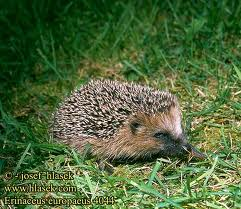 © - josef hlasek
www.hlasek.com
Erinaceus europaeus 4044